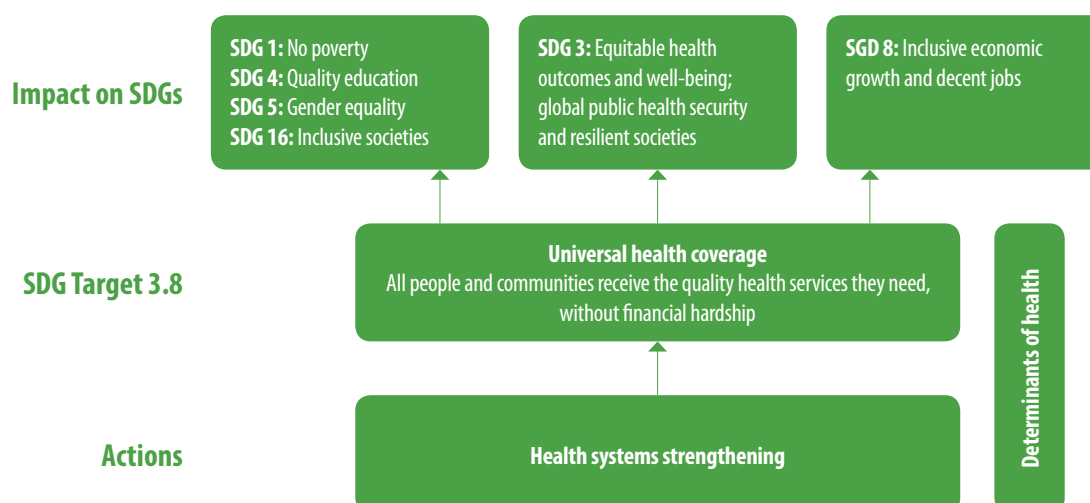 Impact on SDGs
SDG 1: No poverty
SDG 4: Quality education
SDG 5: Gender equality
SDG 16: Inclusive societies
SDG 3: Equitable health
outcomes and well-being;
global public health security
and resilient societies
SGD 8: Inclusive economic
growth and decent jobs
SDG Target 3.8
Universal health coverage
All people and communities receive the quality health services they need,
without financial hardship
Determinants of health
Actions
Health systems strengthening